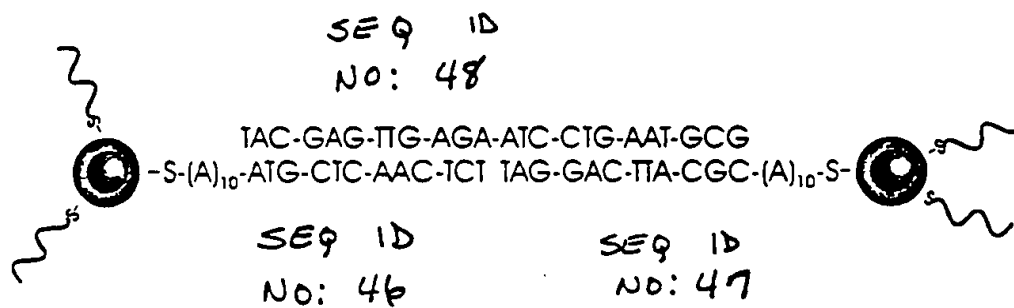 SEQ ID
NO: 48
TAC-GAG-TTG-AGA-ATC-CTG-AAT-GCG
-S-(A)10-ATG-CTC-AAC-TCT TAG-GAC-TTA-CGC-(A)10-S-
S S
S S
SEQ ID SEQ ID
NO: 46 NO: 47